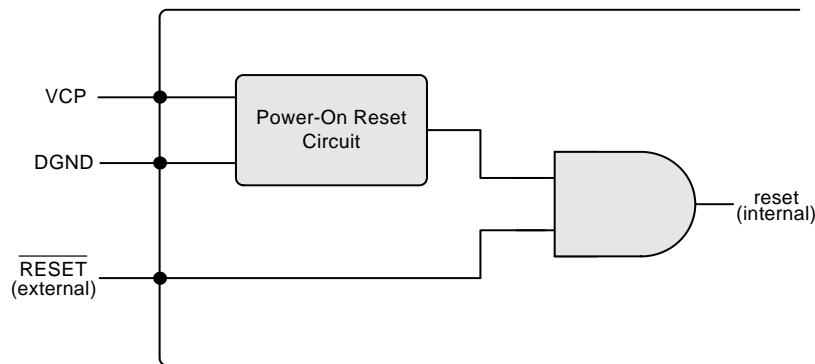 VCP
Power-On Reset
Circuit
DGND
reset
(internal)
RESET
(external)